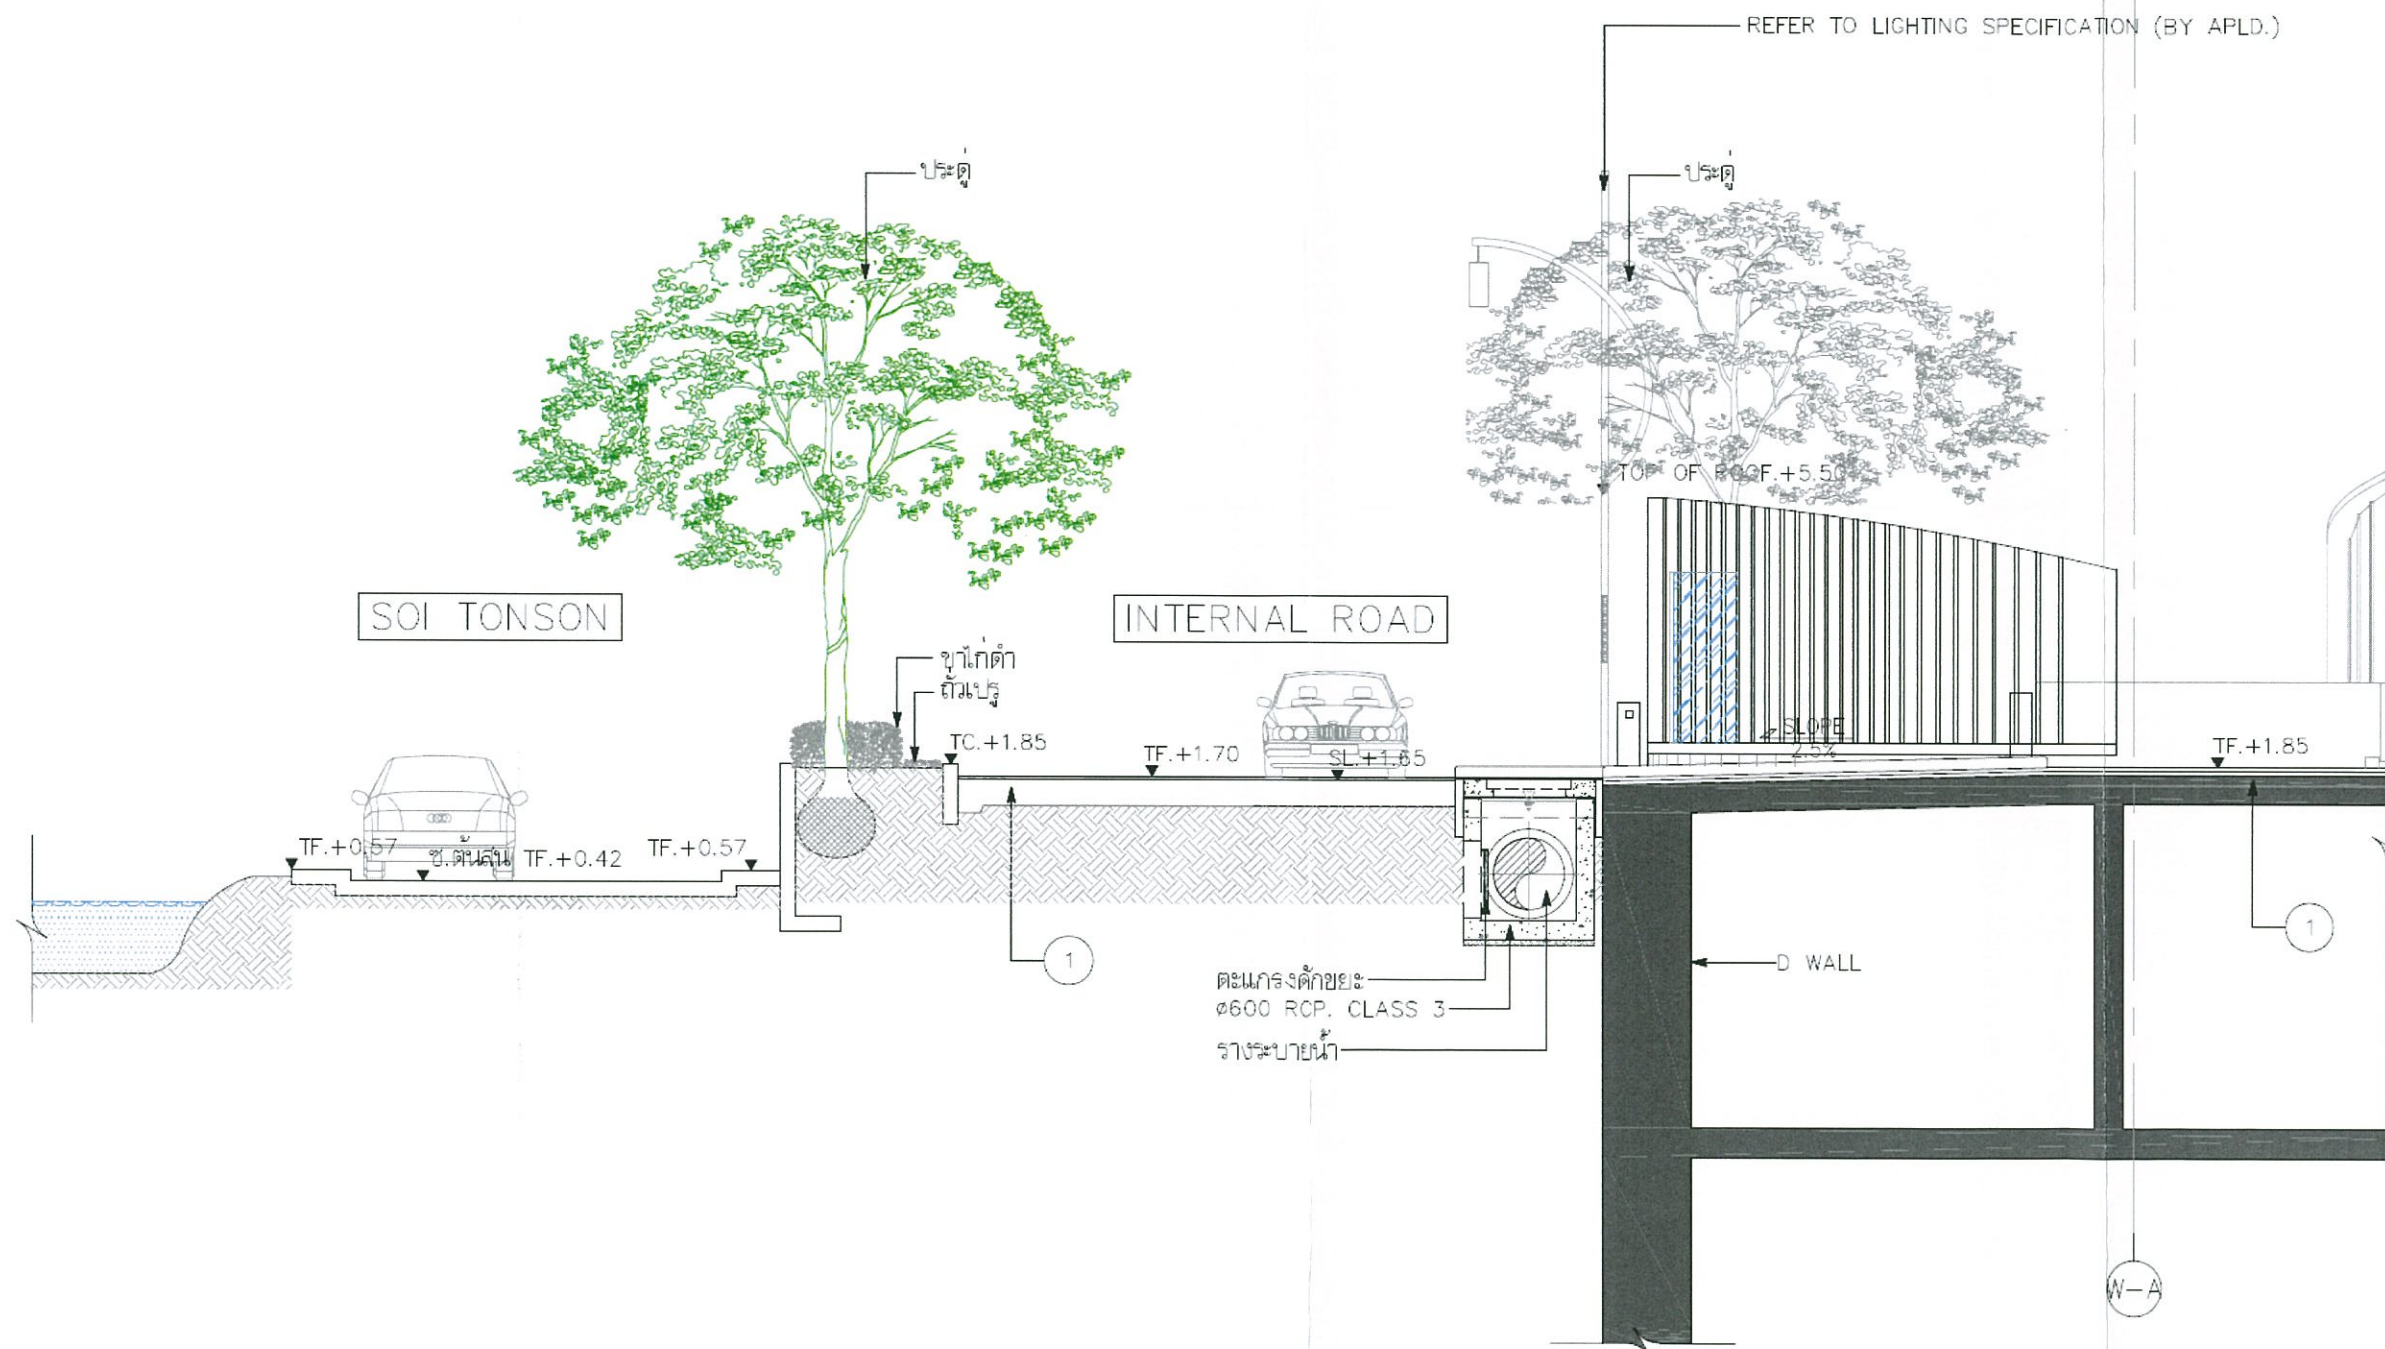 REFER TO LIGHTING SPECIFICATION (BY APLD.)
ประดู่
ประดู่
TOP OF ROOF.+5.50
SOI TONSON
INTERNAL ROAD
ขาไก่ดำ
ถั่วเปรู
TC.+1.85
TF.+1.70
SL.+1.65
SLOPE
2.5%
TF.+1.85
TF.+0.57
ซ.ต้นสน
TF.+0.42
TF.+0.57
1
1
ตะแกรงดักขยะ
ø600 RCP. CLASS 3
รางระบายน้ำ
D WALL
W-A